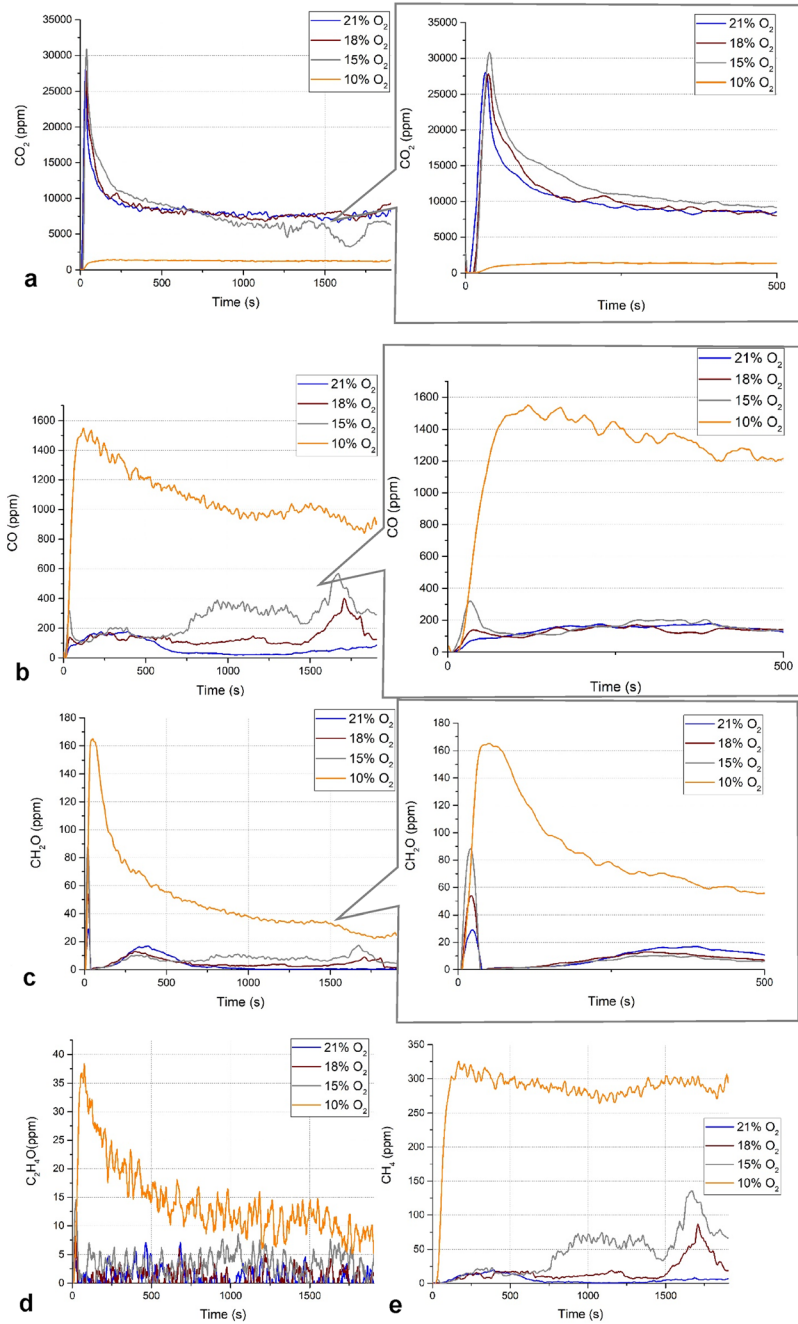 35000
30000
25000
20000
15000
10000
5000
0
CO₂ (ppm)
0 500 1000 1500
Time (s)
21% O₂
18% O₂
15% O₂
10% O₂
a
35000
30000
25000
20000
15000
10000
5000
0
CO₂ (ppm)
0 500
Time (s)
21% O₂
18% O₂
15% O₂
10% O₂
1600
1400
1200
1000
800
600
400
200
0
CO (ppm)
0 500 1000 1500
Time (s)
21% O₂
18% O₂
15% O₂
10% O₂
b
1600
1400
1200
1000
800
600
400
200
0
CO (ppm)
0 500
Time (s)
21% O₂
18% O₂
15% O₂
10% O₂
180
160
140
120
100
80
60
40
20
0
CH₂O (ppm)
0 500 1000 1500
Time (s)
21% O₂
18% O₂
15% O₂
10% O₂
c
180
160
140
120
100
80
60
40
20
0
CH₂O (ppm)
0 500
Time (s)
21% O₂
18% O₂
15% O₂
10% O₂
40
35
30
25
20
15
10
5
0
C₂H₄O(ppm)
0 500 1000 1500
Time (s)
21% O₂
18% O₂
15% O₂
10% O₂
d
350
300
250
200
150
100
50
0
CH₄ (ppm)
0 500 1000 1500
Time (s)
21% O₂
18% O₂
15% O₂
10% O₂
e